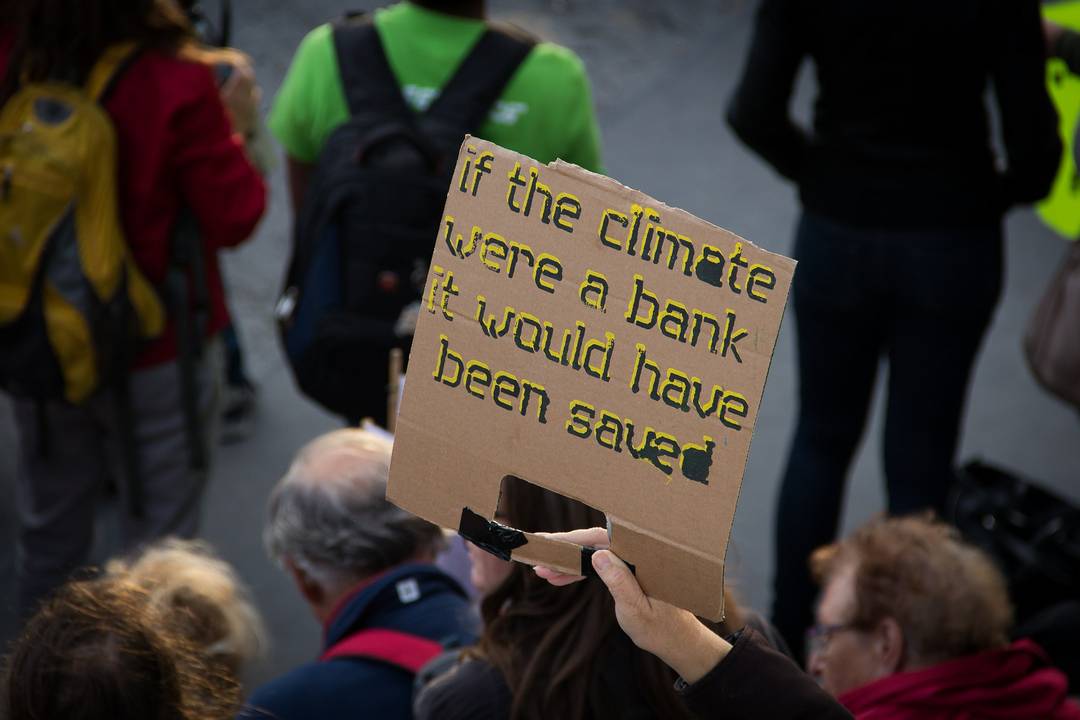 if the climate
were a bank
it would have
been saved